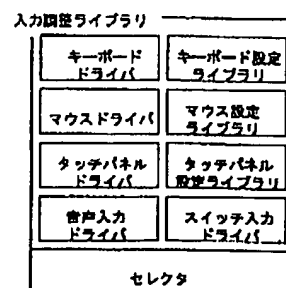 入力調整ライブラリ
キーボード
ドライバ
キーボード設定
ライブラリ
マウスドライバ
マウス設定
ライブラリ
タッチパネル
ドライバ
タッチパネル
設定ライブラリ
音声入力
ドライバ
スイッチ入力
ドライバ
セレクタ